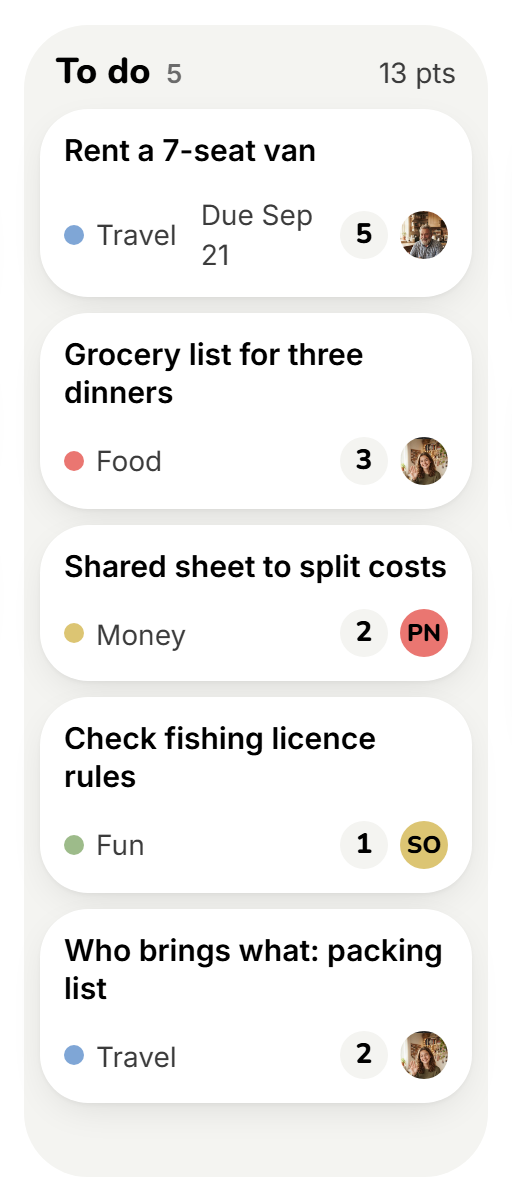 To do 5 13 pts
Rent a 7-seat van
Travel Due Sep
21
5
Grocery list for three
dinners
Food 3
Shared sheet to split costs
Money 2 PN
Check fishing licence
rules
Fun 1 SO
Who brings what: packing
list
Travel 2